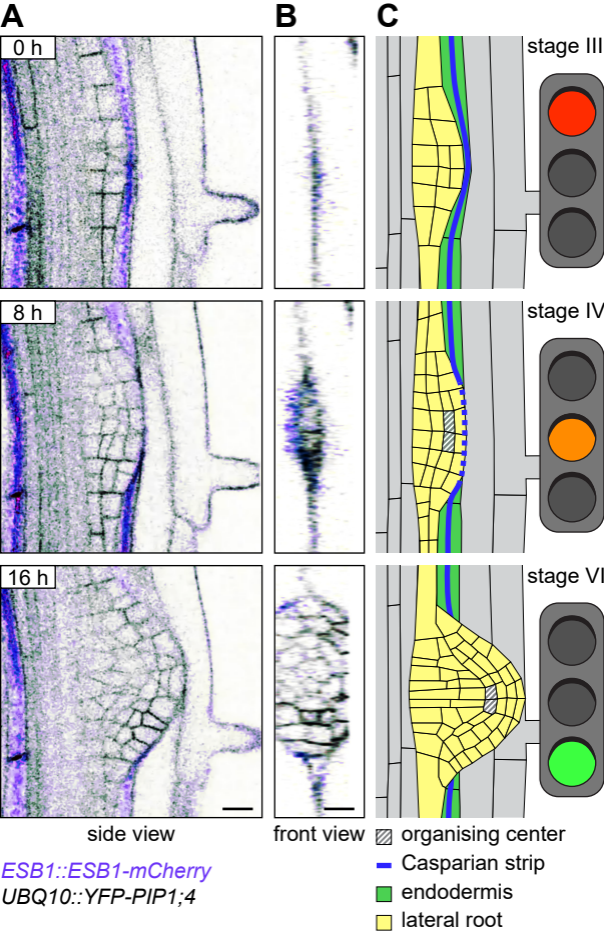 A
B
C
0 h
stage III
8 h
stage IV
16 h
stage VI
side view
front view
organising center
Casparian strip
endodermis
lateral root
ESB1::ESB1-mCherry
UBQ10::YFP-PIP1;4